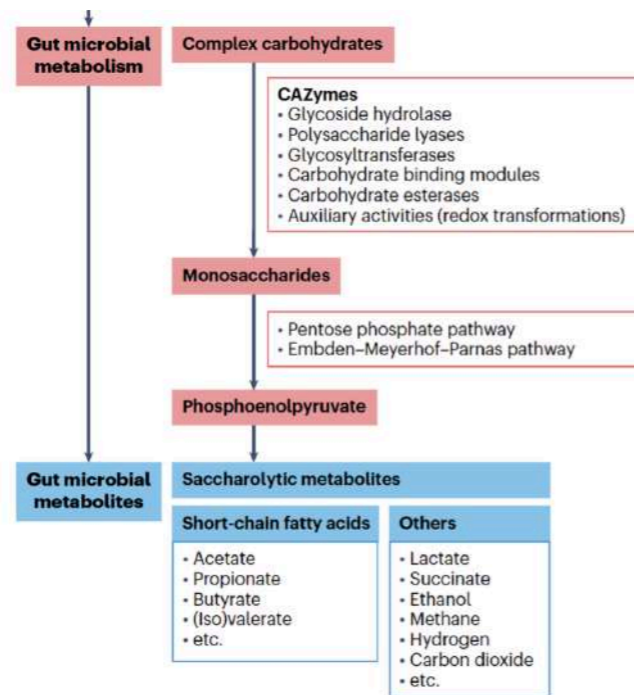 Gut microbial
metabolism
Complex carbohydrates
CAZymes
• Glycoside hydrolase
• Polysaccharide lyases
• Glycosyltransferases
• Carbohydrate binding modules
• Carbohydrate esterases
• Auxiliary activities (redox transformations)
Monosaccharides
• Pentose phosphate pathway
• Embden–Meyerhof–Parnas pathway
Phosphoenolpyruvate
Gut microbial
metabolites
Saccharolytic metabolites
Short-chain fatty acids
• Acetate
• Propionate
• Butyrate
• (Iso)valerate
• etc.
Others
• Lactate
• Succinate
• Ethanol
• Methane
• Hydrogen
• Carbon dioxide
• etc.